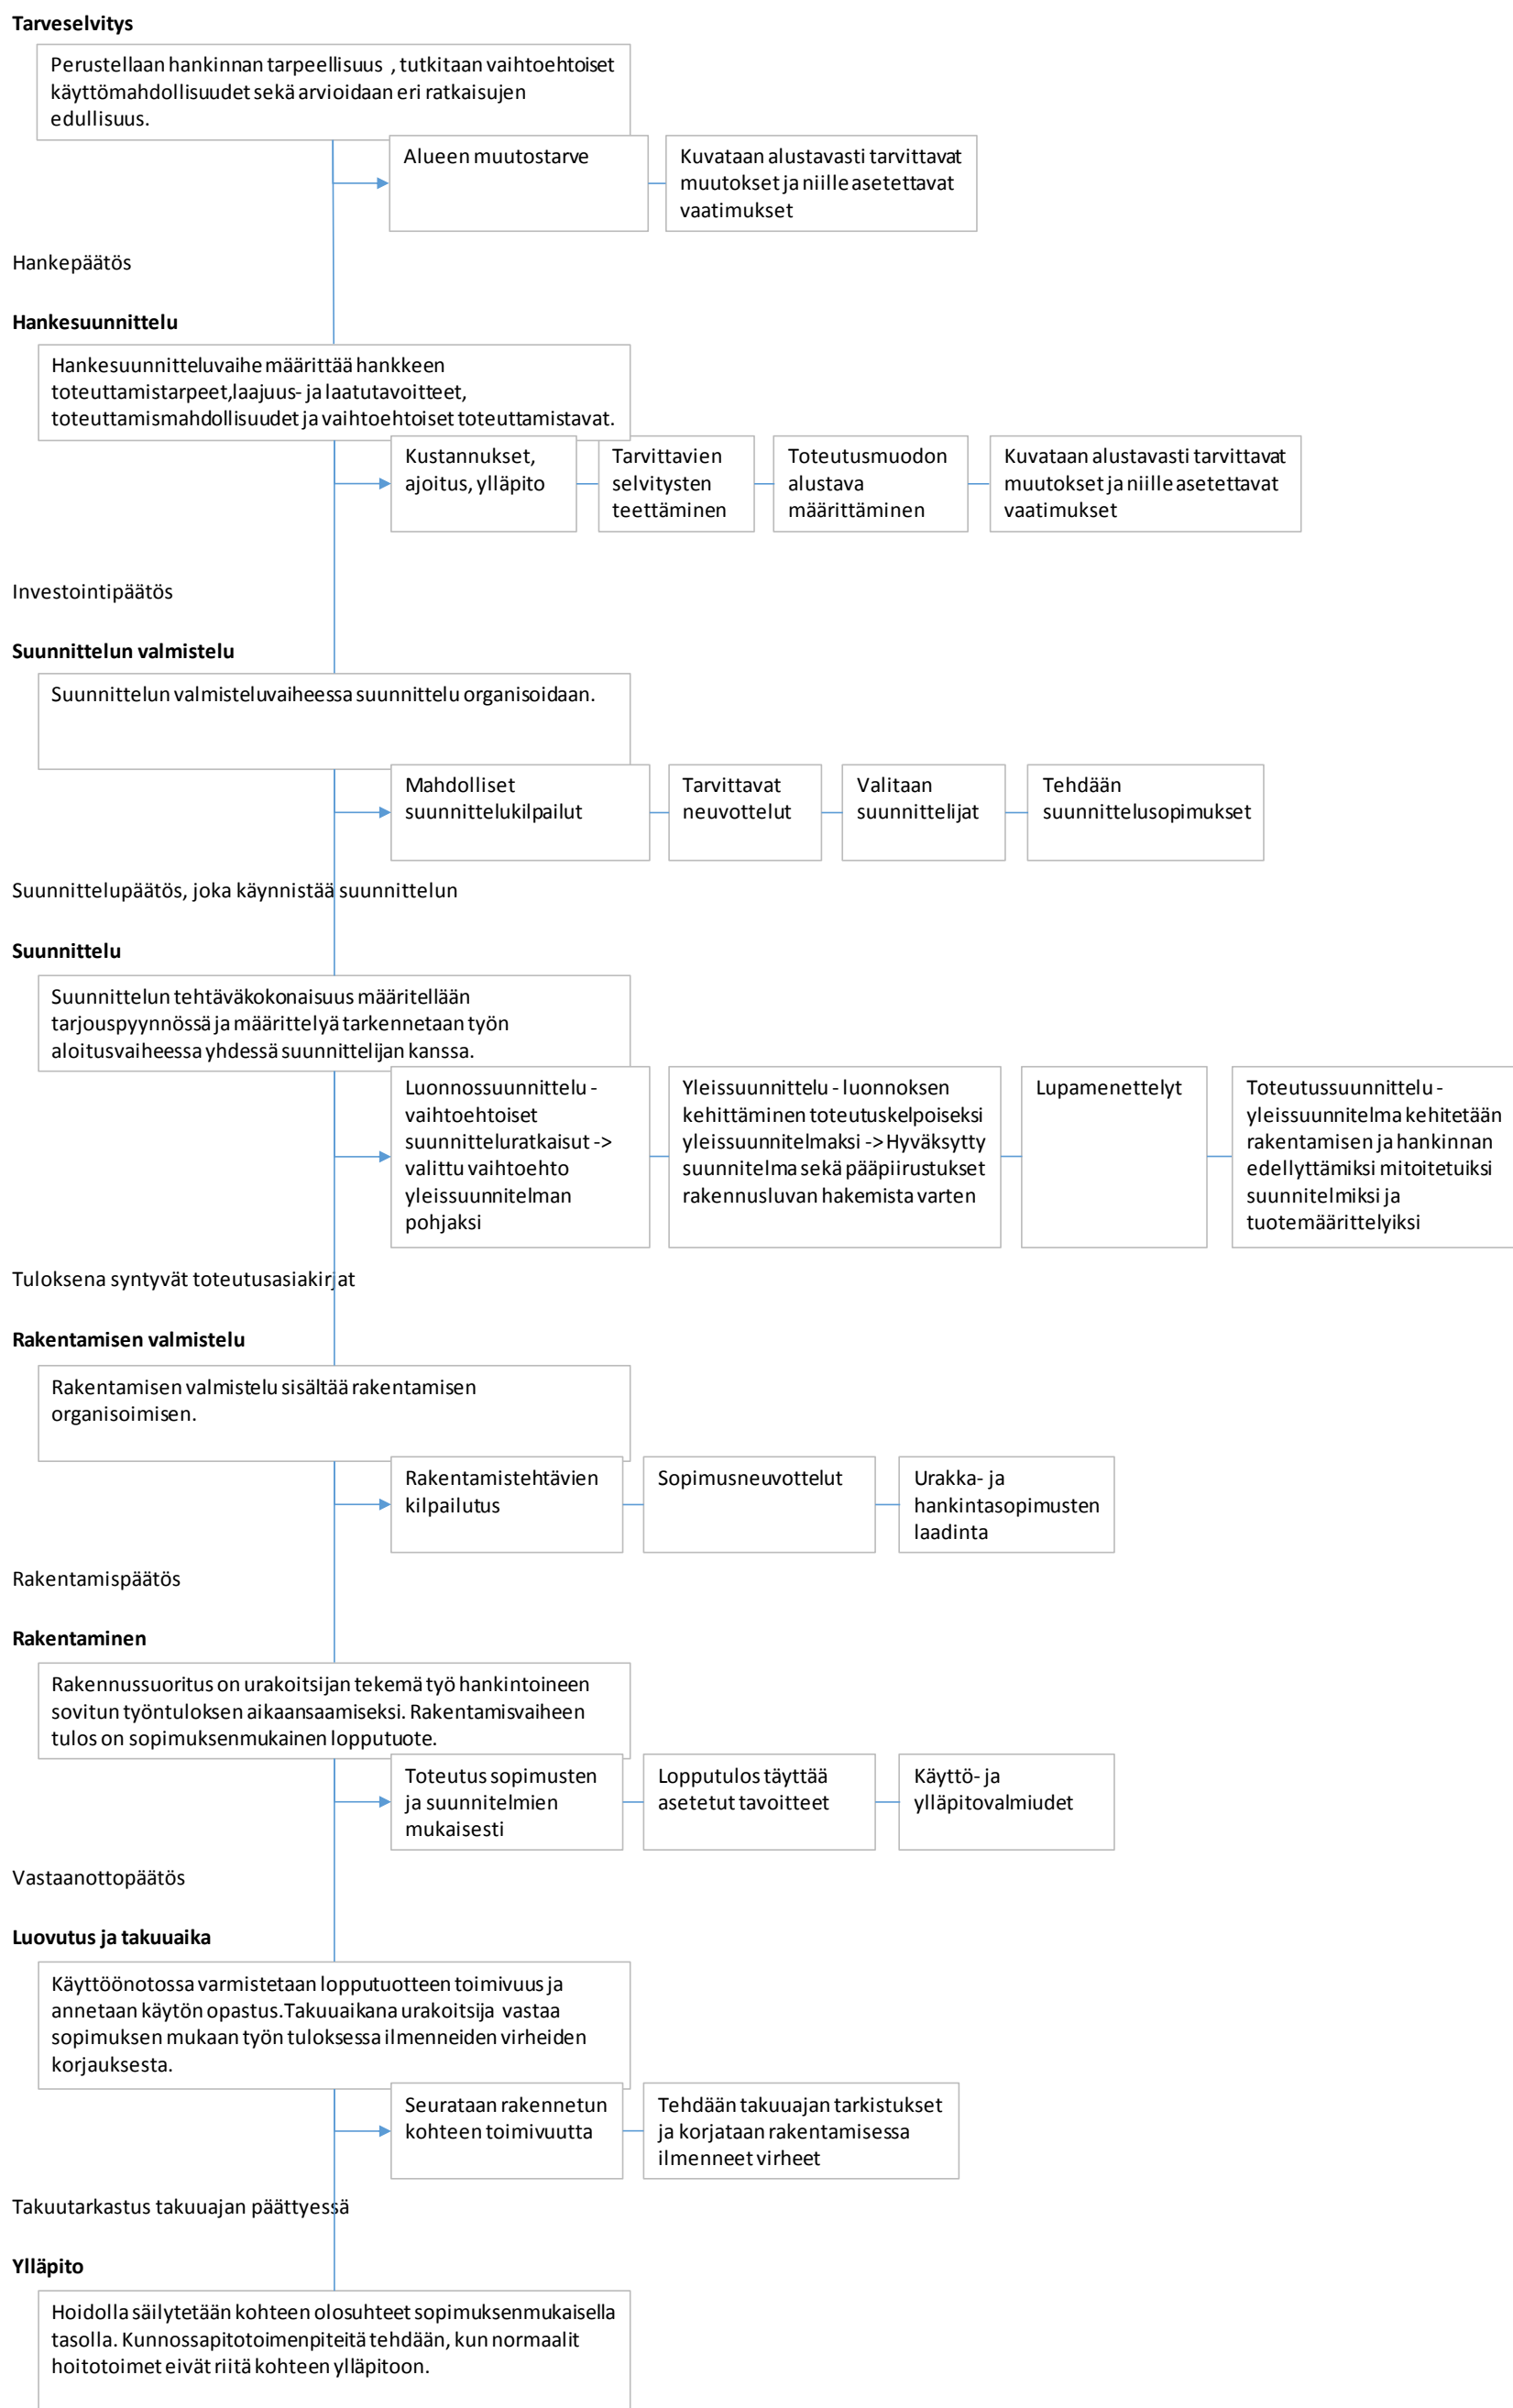 Tarveselvitys
Perustellaan hankinnan tarpeellisuus , tutkitaan vaihtoehtoiset
käyttömahdollisuudet sekä arvioidaan eri ratkaisujen
edullisuus.
Alueen muutostarve
Kuvataan alustavasti tarvittavat
muutokset ja niille asetettavat
vaatimukset
Hankepäätös
Hankesuunnittelu
Hankesuunnitteluvaihe määrittää hankkeen
toteuttamistarpeet,laajuus- ja laatutavoitteet,
toteuttamismahdollisuudet ja vaihtoehtoiset toteuttamistavat.
Kustannukset,
ajoitus, ylläpito
Tarvittavien
selvitysten
teettäminen
Toteutusmuodon
alustava
määrittäminen
Kuvataan alustavasti tarvittavat
muutokset ja niille asetettavat
vaatimukset
Investointipäätös
Suunnittelun valmistelu
Suunnittelun valmisteluvaiheessa suunnittelu organisoidaan.
Mahdolliset
suunnittelukilpailut
Tarvittavat
neuvottelut
Valitaan
suunnittelijat
Tehdään
suunnittelusopimukset
Suunnittelupäätös, joka käynnistää suunnittelun
Suunnittelu
Suunnittelun tehtäväkokonaisuus määritellään
tarjouspyynnössä ja määrittelyä tarkennetaan työn
aloitusvaiheessa yhdessä suunnittelijan kanssa.
Luonnossuunnittelu -
vaihtoehtoiset
suunnitteluratkaisut ->
valittu vaihtoehto
yleissuunnitelman
pohjaksi
Yleissuunnittelu - luonnoksen
kehittäminen toteutuskelpoiseksi
yleissuunnitelmaksi -> Hyväksytty
suunnitelma sekä pääpiirustukset
rakennusluvan hakemista varten
Lupamenettelyt
Toteutussuunnittelu -
yleissuunnitelma kehitetään
rakentamisen ja hankinnan
edellyttämiksi mitoitetuiksi
suunnitelmiksi ja
tuotemäärittelyiksi
Tuloksena syntyvät toteutusasiakirjat
Rakentamisen valmistelu
Rakentamisen valmistelu sisältää rakentamisen
organisoimisen.
Rakentamistehtävien
kilpailutus
Sopimusneuvottelut
Urakka- ja
hankintasopimusten
laadinta
Rakentamispäätös
Rakentaminen
Rakennussuoritus on urakoitsijan tekemä työ hankintoineen
sovitun työntuloksen aikaansaamiseksi. Rakentamisvaiheen
tulos on sopimuksenmukainen lopputuote.
Toteutus sopimusten
ja suunnitelmien
mukaisesti
Lopputulos täyttää
asetetut tavoitteet
Käyttö- ja
ylläpitovalmiudet
Vastaanottopäätös
Luovutus ja takuuaika
Käyttöönotossa varmistetaan lopputuotteen toimivuus ja
annetaan käytön opastus.Takuuaikana urakoitsija vastaa
sopimuksen mukaan työn tuloksessa ilmenneiden virheiden
korjauksesta.
Seurataan rakennetun
kohteen toimivuutta
Tehdään takuuajan tarkistukset
ja korjataan rakentamisessa
ilmenneet virheet
Takuutarkastus takuuajan päättyessä
Ylläpito
Hoidolla säilytetään kohteen olosuhteet sopimuksenmukaisella
tasolla. Kunnossapitotoimenpiteitä tehdään, kun normaalit
hoitotoimet eivät riitä kohteen ylläpitoon.